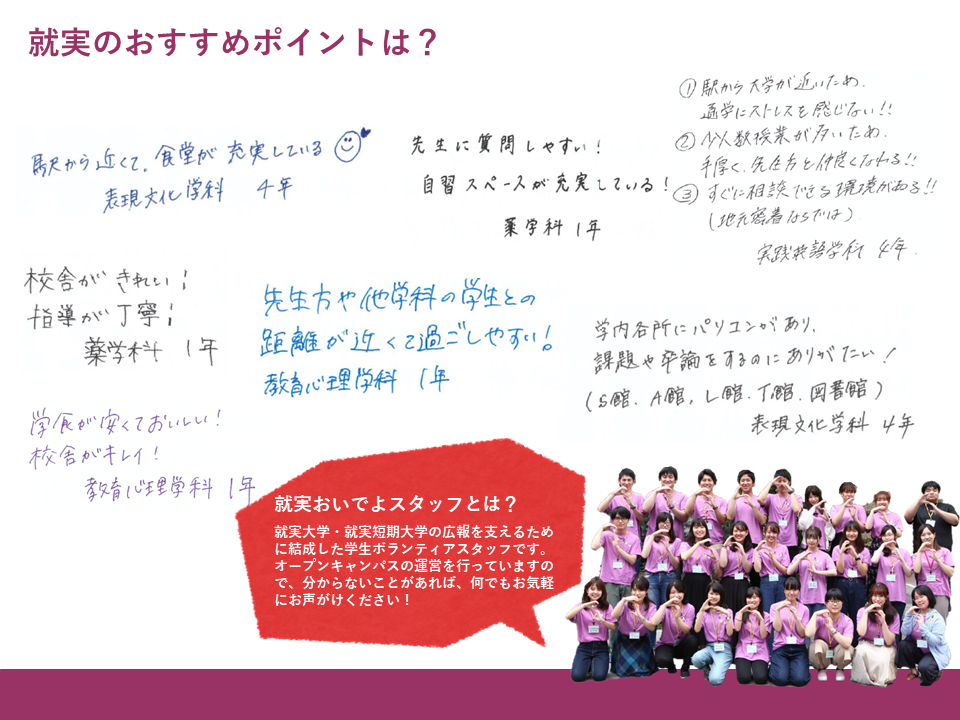 就実のおすすめポイントは？
駅から近くて、食堂が充実している
表現文化学科 4年
先生に質問しやすい！
自習スペースが充実している！
薬学科 1年
① 駅から大学が近いため、
通学にストレスを感じない!!
② 少人数授業が多いため、
手厚く、先生方と仲良くなれる!!
③ すぐに相談できる環境がある!!
(地元密着ならでは)
実践英語学科 4年
校舎がきれい！
指導が丁寧！
薬学科 1年
先生方や他学科の学生との
距離が近くて過ごしやすい！
教育心理学科 1年
学内各所にパソコンがあり、
課題や卒論をするのにありがたい！
(S館、A館、L館、T館、図書館)
表現文化学科 4年
学食が安くておいしい！
校舎がキレイ！
教育心理学科 1年
就実おいでよスタッフとは？
就実大学・就実短期大学の広報を支えるため
に結成した学生ボランティアスタッフです。
オープンキャンパスの運営を行っていますの
で、分からないことがあれば、何でもお気軽
にお声がけください！